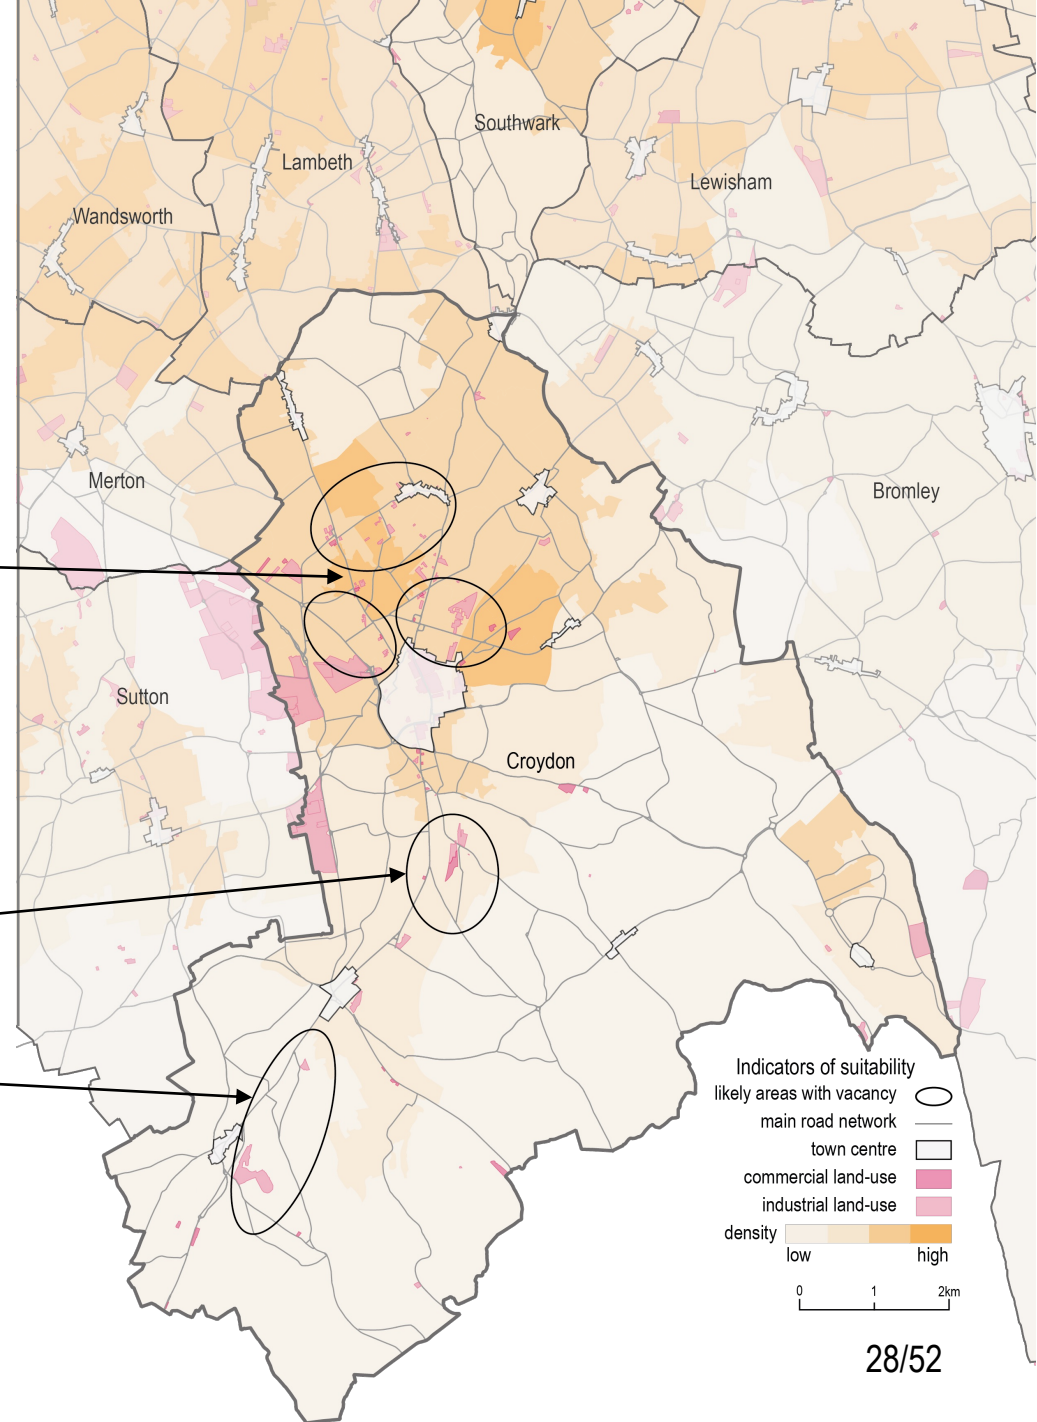 Southwark
Lambeth
Lewisham
Wandsworth
Merton
Bromley
Sutton
Croydon
Indicators of suitability
likely areas with vacancy
main road network
town centre
commercial land-use
industrial land-use
density
low high
0 1 2km
28/52